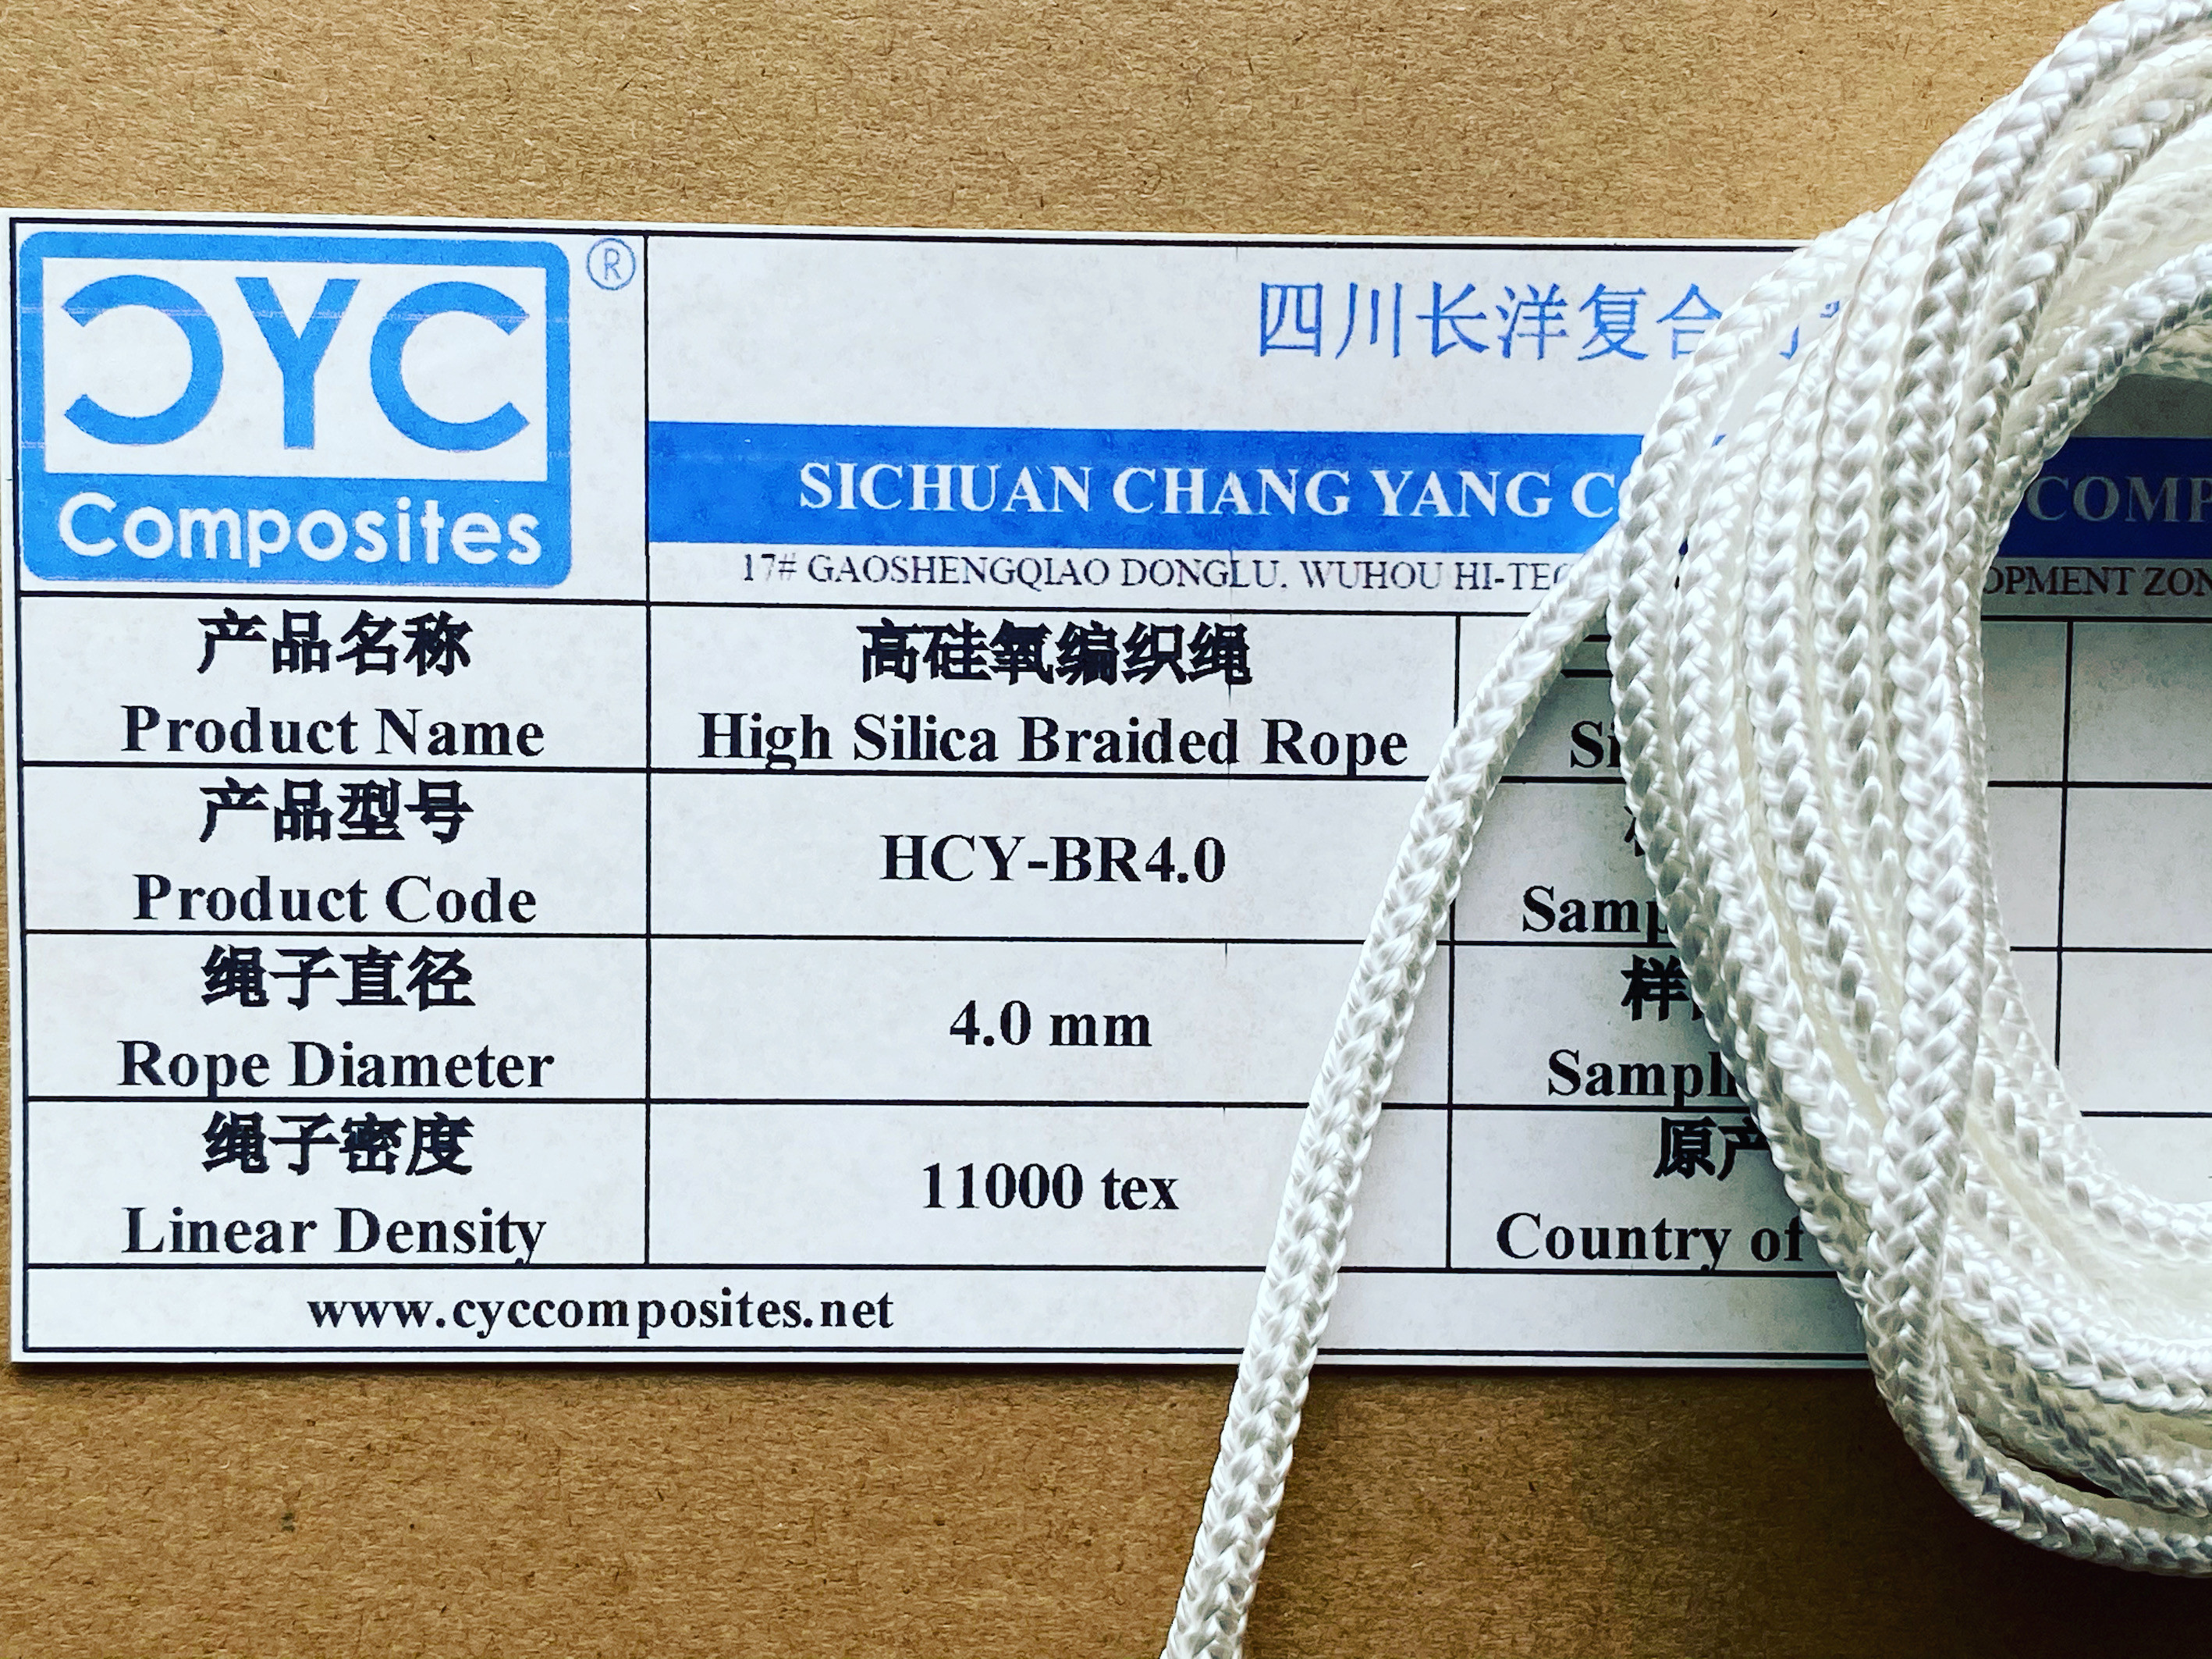 CYC ®
Composites
四川长洋复合
SICHUAN CHANG YANG COMP
17# GAOSHENGQIAO DONGLU. WUHOU HI-TEC OPMENT ZON
产品名称
Product Name
高硅氧编织绳
High Silica Braided Rope
产品型号
Product Code
HCY-BR4.0
Samp
绳子直径
Rope Diameter
4.0 mm
样
Sampl
绳子密度
Linear Density
11000 tex
原产
Country of
www.cyccomposites.net